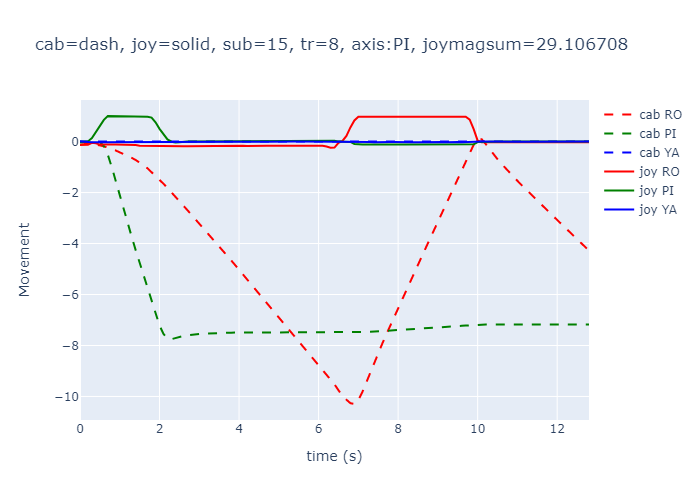 cab=dash, joy=solid, sub=15, tr=8, axis:PI, joymagsum=29.106708
cab RO
cab PI
cab YA
joy RO
joy PI
joy YA
0
−2
−4
−6
−8
−10
Movement
0 2 4 6 8 10 12
time (s)